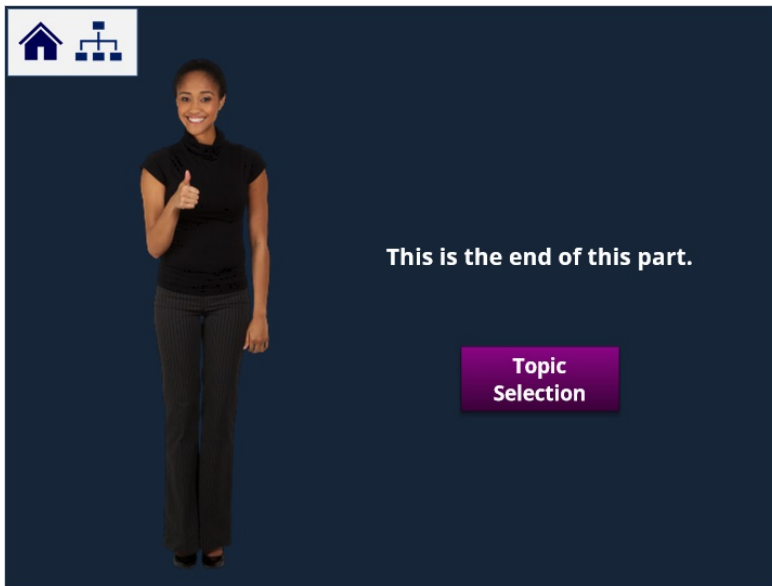 This is the end of this part.
Topic
Selection